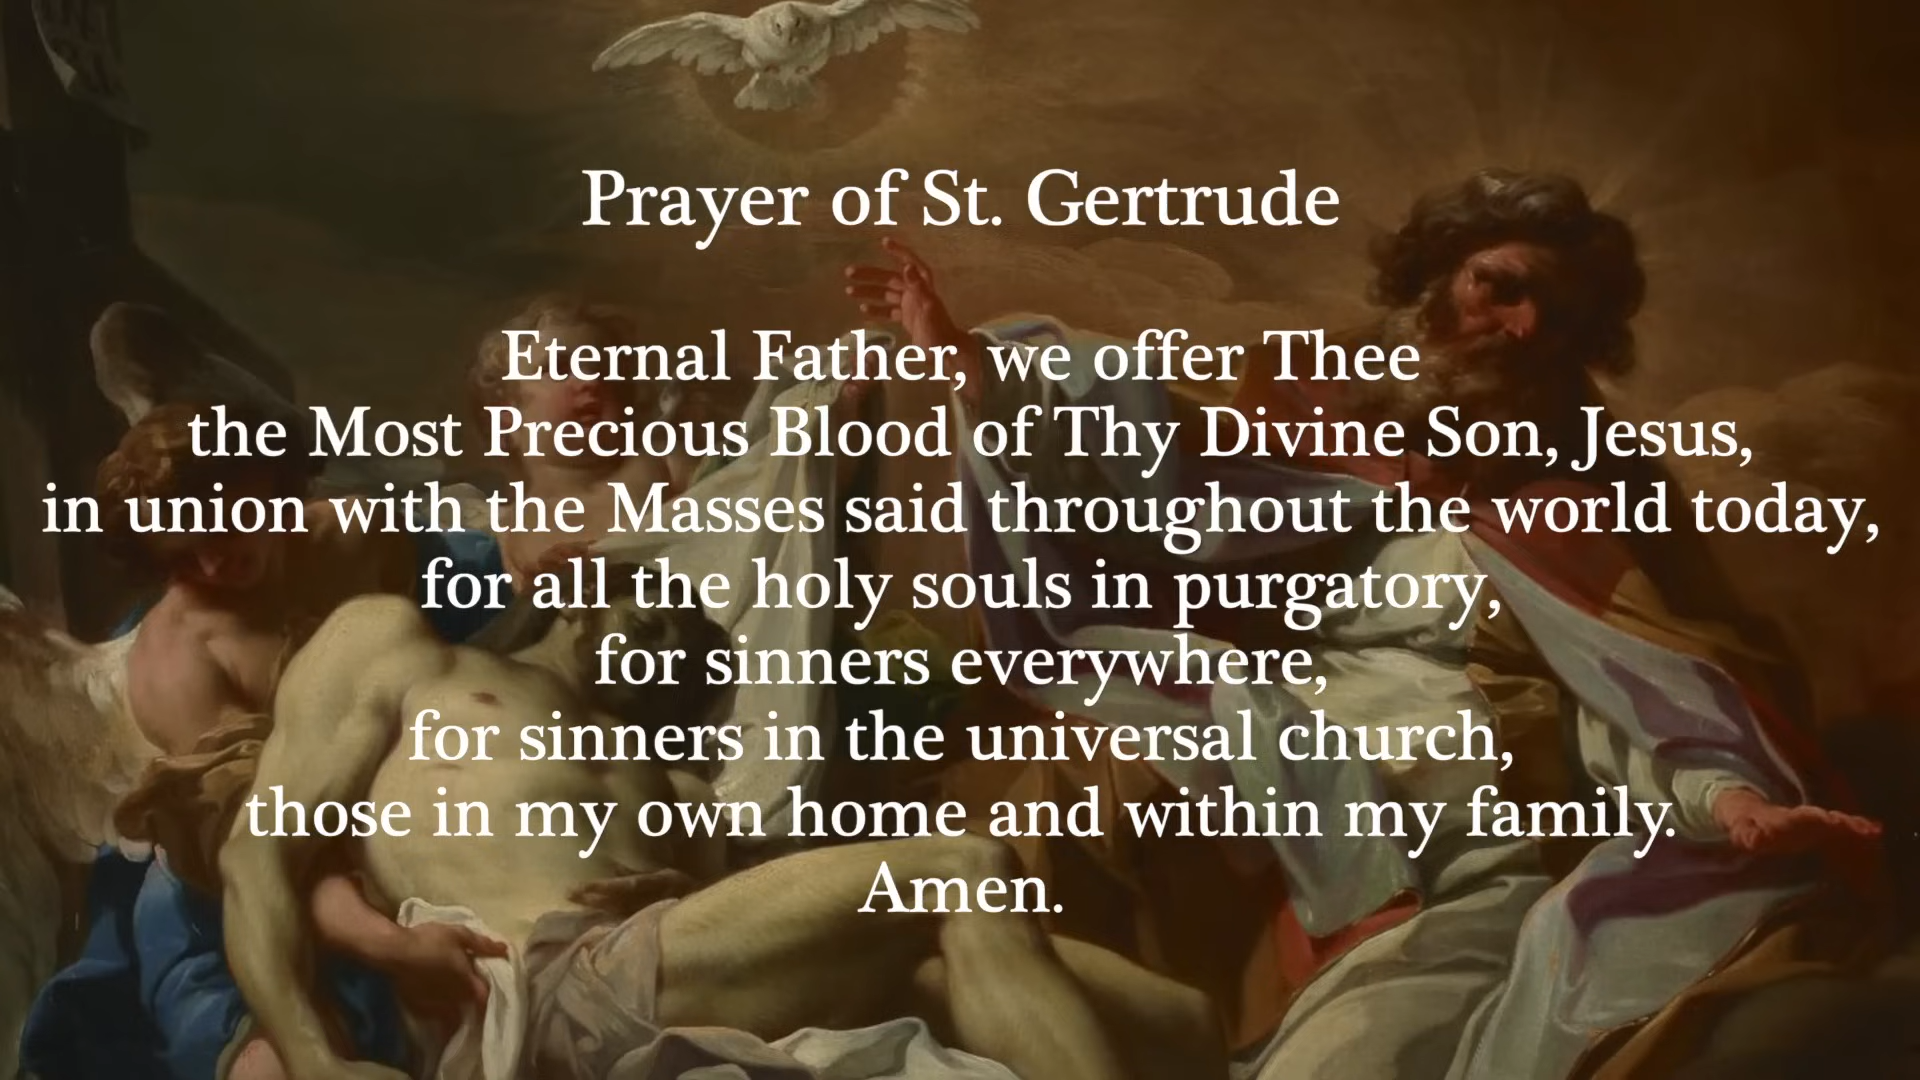 Prayer of St. Gertrude
Eternal Father, we offer Thee
the Most Precious Blood of Thy Divine Son, Jesus,
in union with the Masses said throughout the world today,
for all the holy souls in purgatory,
for sinners everywhere,
for sinners in the universal church,
those in my own home and within my family.
Amen.